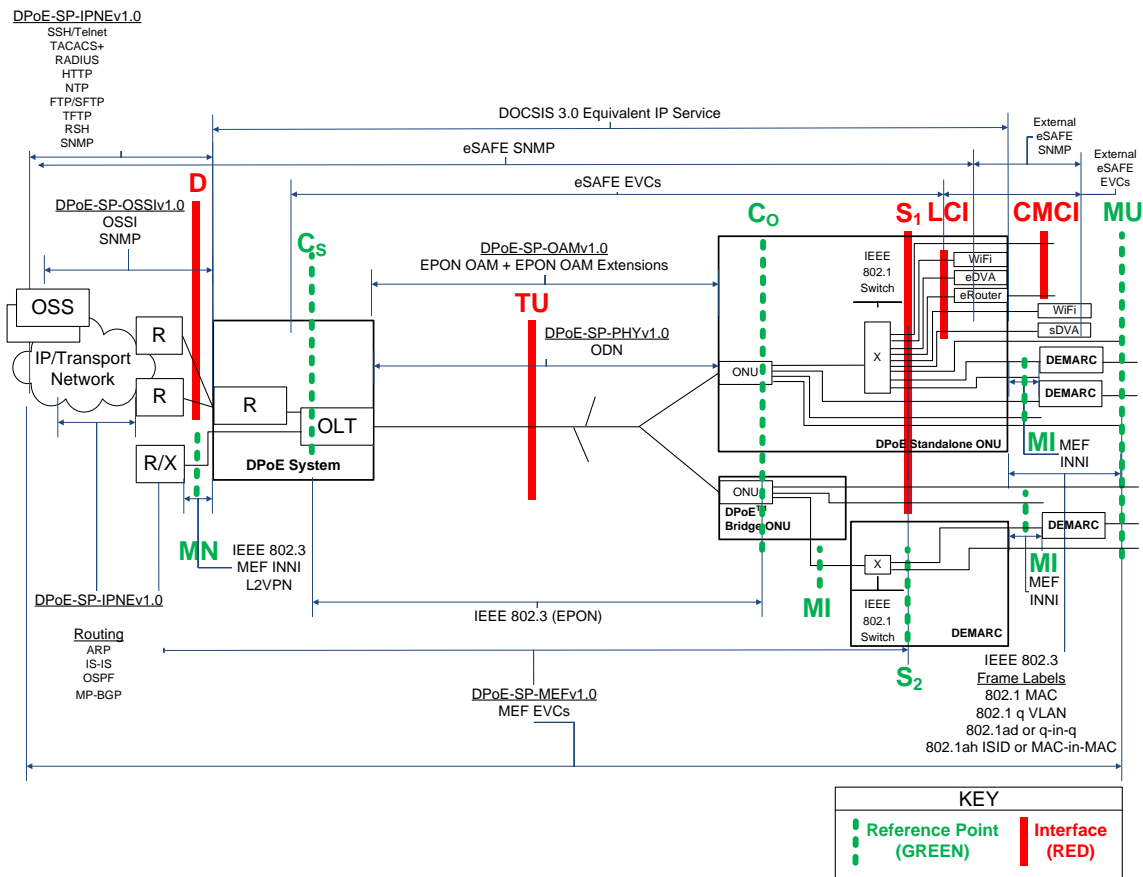 DPoE-SP-IPNEv1.0
SSH/Telnet
TACACS+
RADIUS
HTTP
NTP
FTP/SFTP
TFTP
RSH
SNMP
DOCSIS 3.0 Equivalent IP Service
External
eSAFE
SNMP
eSAFE SNMP
External
eSAFE
EVCs
eSAFE EVCs
D
DPoE-SP-OSSIv1.0
OSSI
SNMP
CS
CO
S1
LCI
CMCI
MU
DPoE-SP-OAMv1.0
EPON OAM + EPON OAM Extensions
IEEE
802.1
Switch
WiFi
eDVA
eRouter
TU
OSS
WiFi
sDVA
R
DPoE-SP-PHYv1.0
ODN
X
IP/Transport
Network
DEMARC
ONU
R
R
DEMARC
OLT
DPoE Standalone ONU
MI
MEF
INNI
R/X
DPoE System
ONU
DPoE™
Bridge ONU
DEMARC
MN
IEEE 802.3
MEF INNI
L2VPN
X
MI
MEF
INNI
DPoE-SP-IPNEv1.0
MI
IEEE 802.3 (EPON)
IEEE
802.1
Switch
DEMARC
Routing
ARP
IS-IS
OSPF
MP-BGP
S2
IEEE 802.3
Frame Labels
802.1 MAC
802.1 q VLAN
802.1ad or q-in-q
802.1ah ISID or MAC-in-MAC
DPoE-SP-MEFv1.0
MEF EVCs
KEY
Reference Point
(GREEN)
Interface
(RED)